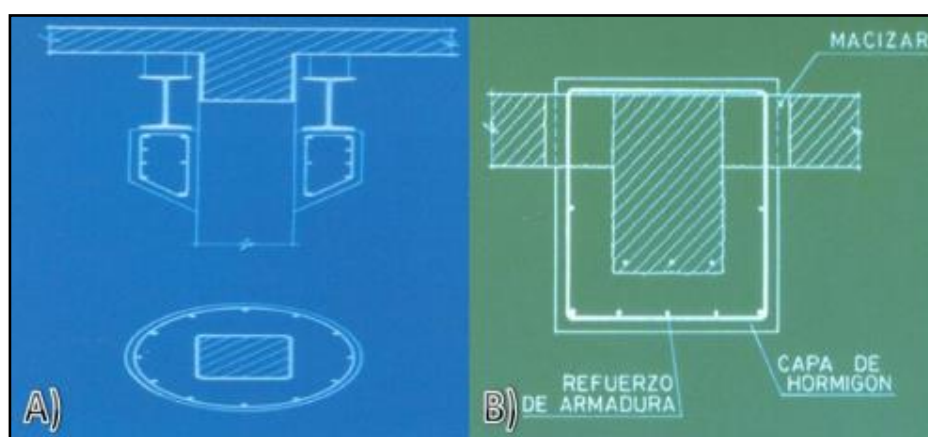 MACIZAR
CAPA DE
HORMIGON
REFUERZO
DE ARMADURA
A)
B)